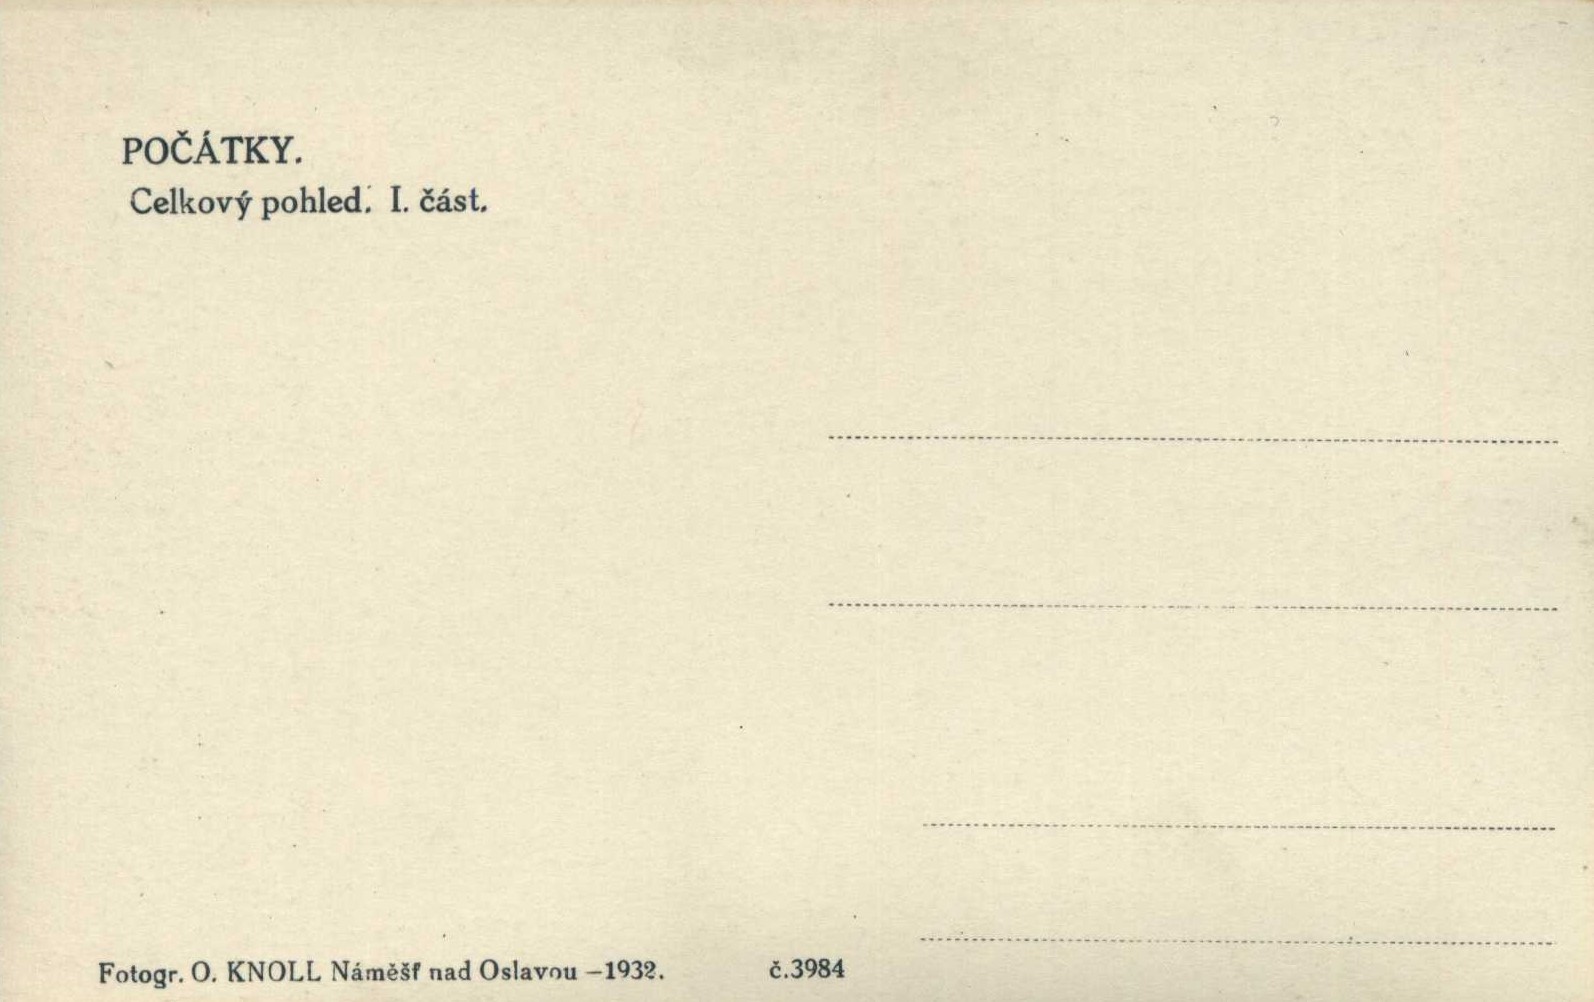 POČÁTKY.
Celkový pohled. I. část.
Fotogr. O. KNOLL Náměšť nad Oslavou –1932. č.3984